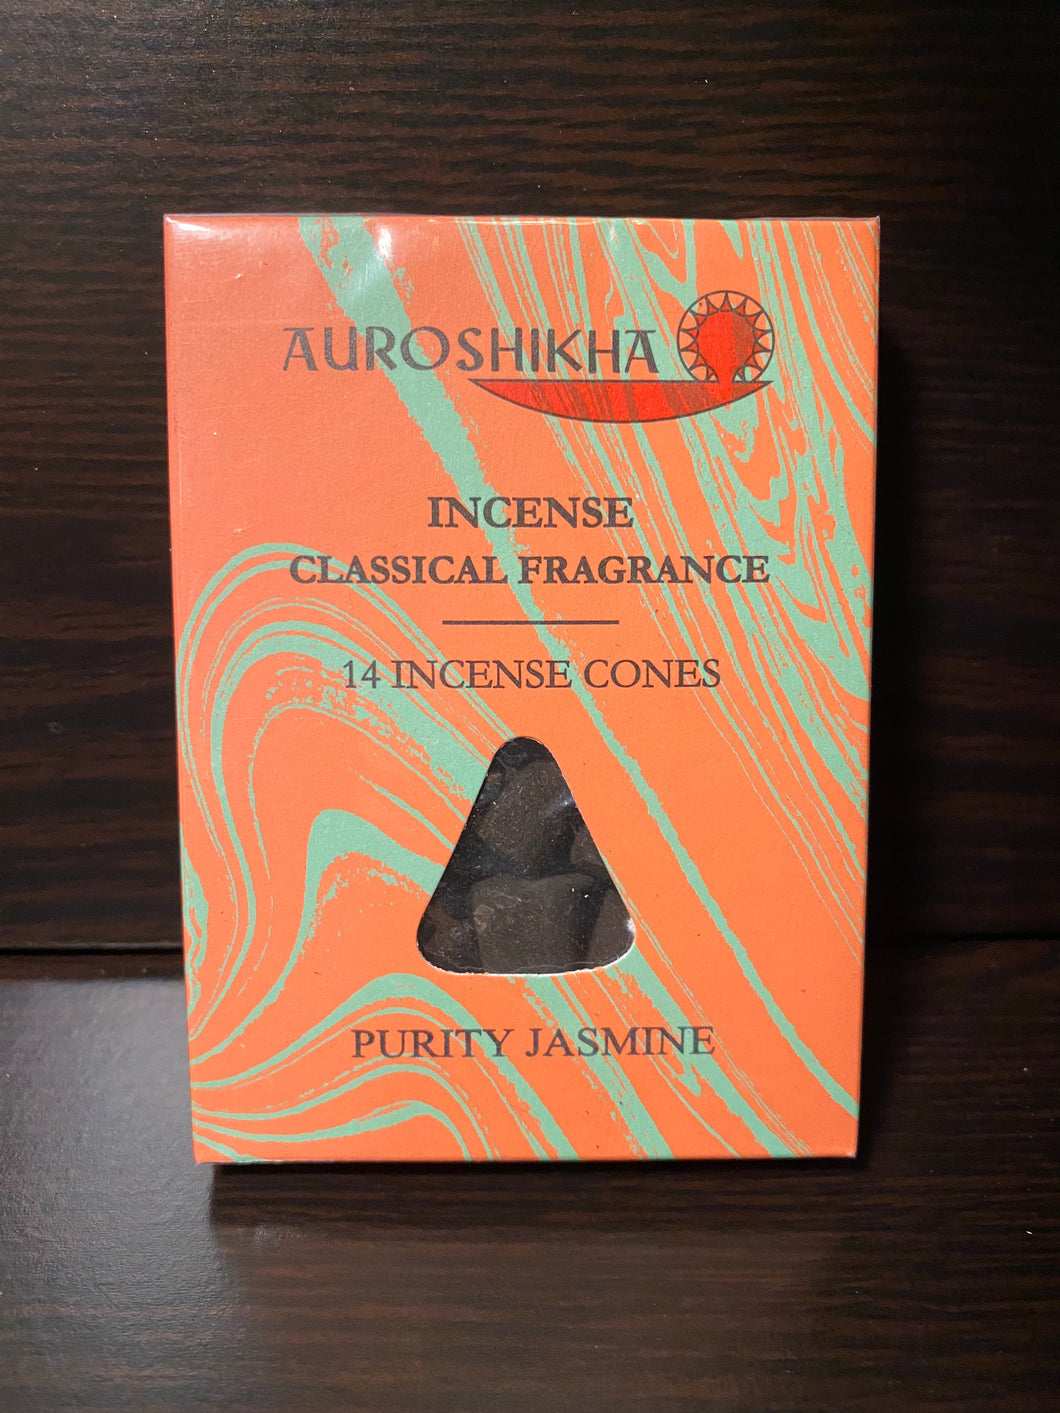 AUROSHIKHA
INCENSE
CLASSICAL FRAGRANCE
14 INCENSE CONES
PURITY JASMINE